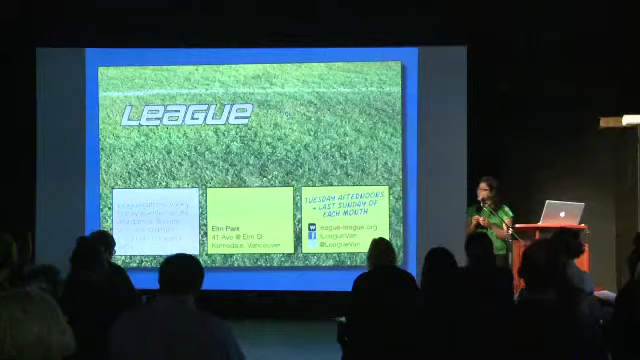 LEAGUE
Elm Park
41 Ave @ Elm St
Kerrisdale, Vancouver
TUESDAY AFTERNOONS
+ LAST SUNDAY OF
EACH MONTH
league-league.org
/LeagueVan
@LeagueVan